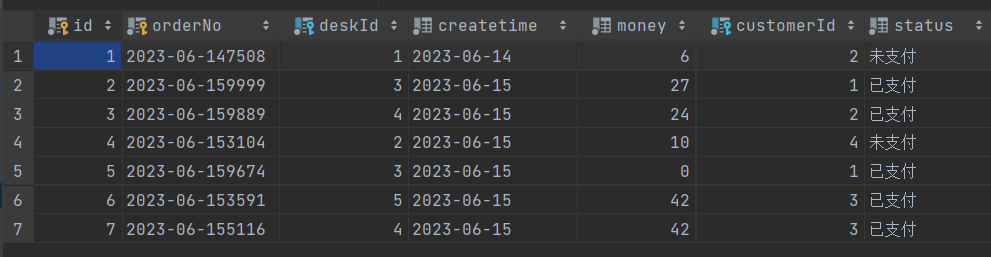 id orderNo deskId createtime money customerId status
1 1 2023-06-147508 1 2023-06-14 6 2 未支付
2 2 2023-06-159999 3 2023-06-15 27 1 已支付
3 3 2023-06-159889 4 2023-06-15 24 2 已支付
4 4 2023-06-153104 2 2023-06-15 10 4 未支付
5 5 2023-06-159674 3 2023-06-15 0 1 已支付
6 6 2023-06-153591 5 2023-06-15 42 3 已支付
7 7 2023-06-155116 4 2023-06-15 42 3 已支付